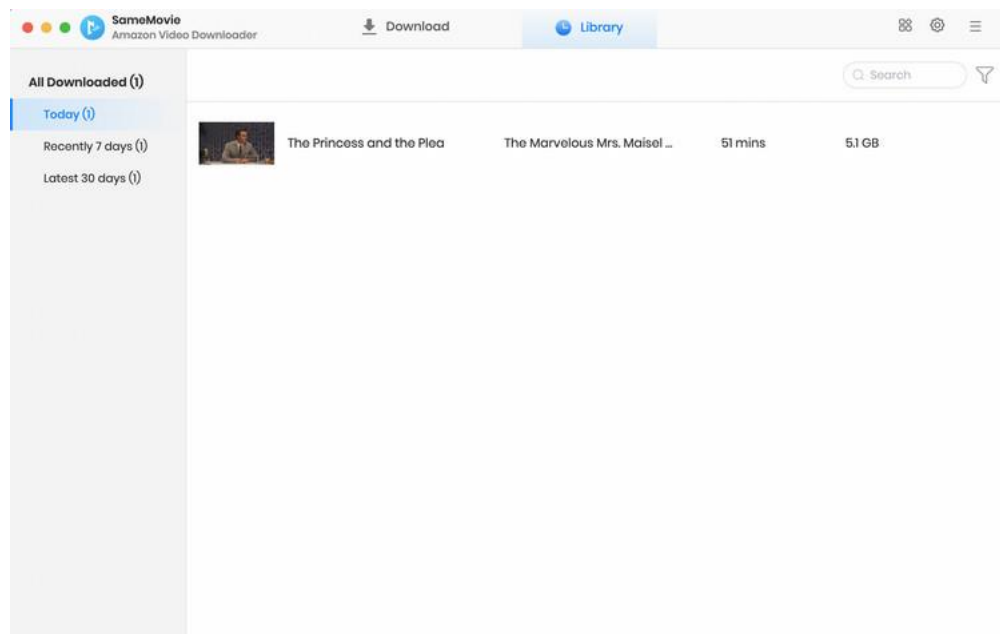 SameMovie
Amazon Video Downloader
Download
Library
Search
All Downloaded (1)
Today (1)
Recently 7 days (1)
Latest 30 days (1)
The Princess and the Plea
The Marvelous Mrs. Maisel ...
51 mins
5.1 GB